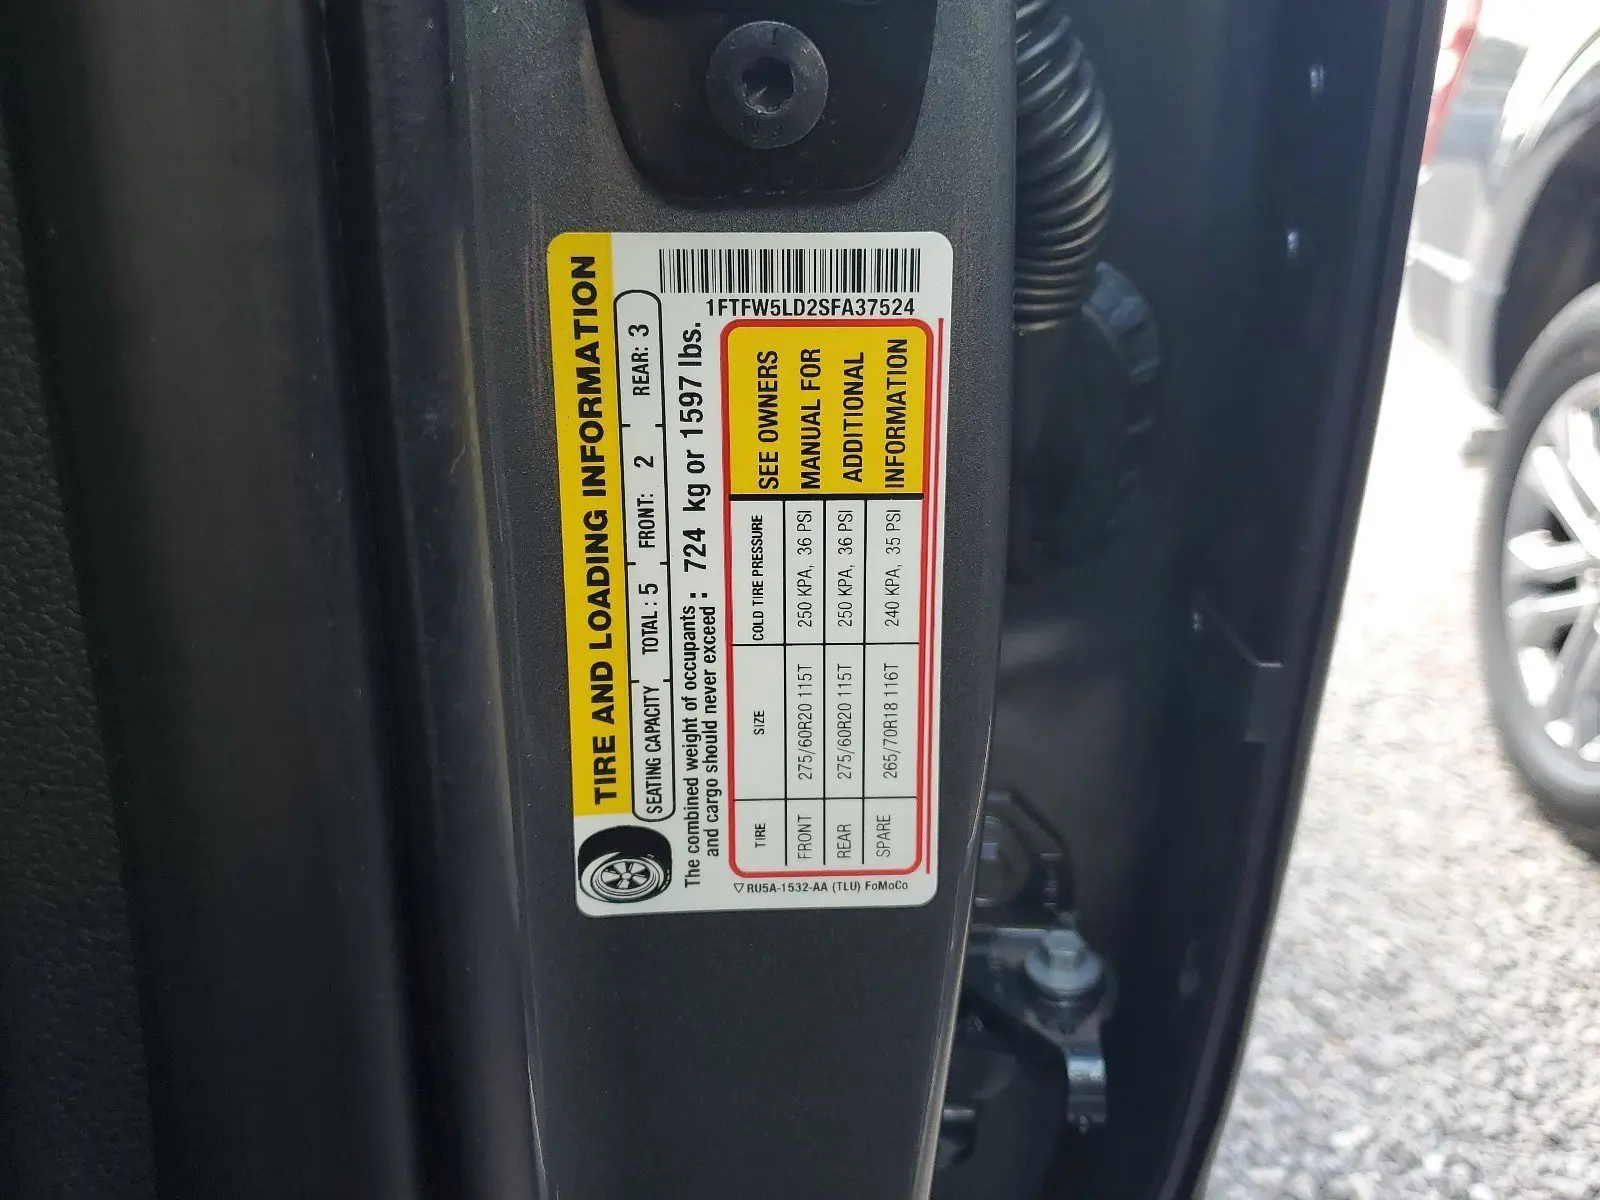 1FTFW5LD2SFA37524
TIRE AND LOADING INFORMATION
SEATING CAPACITY TOTAL : 5 FRONT: 2 REAR: 3
The combined weight of occupants
and cargo should never exceed : 724 kg or 1597 lbs.
TIRE SIZE COLD TIRE PRESSURE
FRONT 275/60R20 115T 250 KPA, 36 PSI
REAR 275/60R20 115T 250 KPA, 36 PSI
SPARE 265/70R18 116T 240 KPA, 35 PSI
SEE OWNERS
MANUAL FOR
ADDITIONAL
INFORMATION
RU5A-1532-AA (TLU) FoMoCo